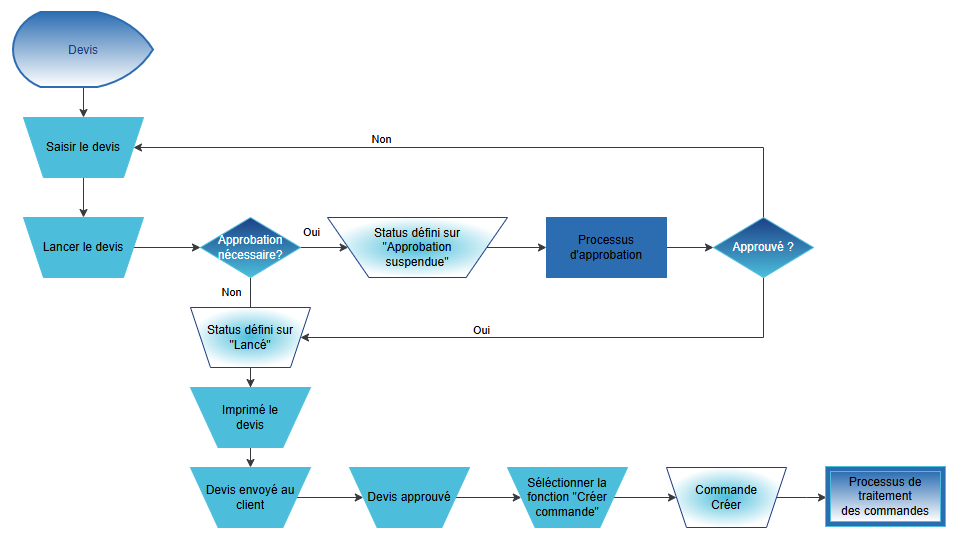 Devis
Saisir le devis
Non
Lancer le devis
Approbation
nécessaire?
Oui
Status défini sur
"Approbation
suspendue"
Processus
d'approbation
Approuvé ?
Non
Status défini sur
"Lancé"
Oui
Imprimé le
devis
Devis envoyé au
client
Devis approuvé
Séléctionner la
fonction "Créer
commande"
Commande
Créer
Processus de
traitement
des commandes